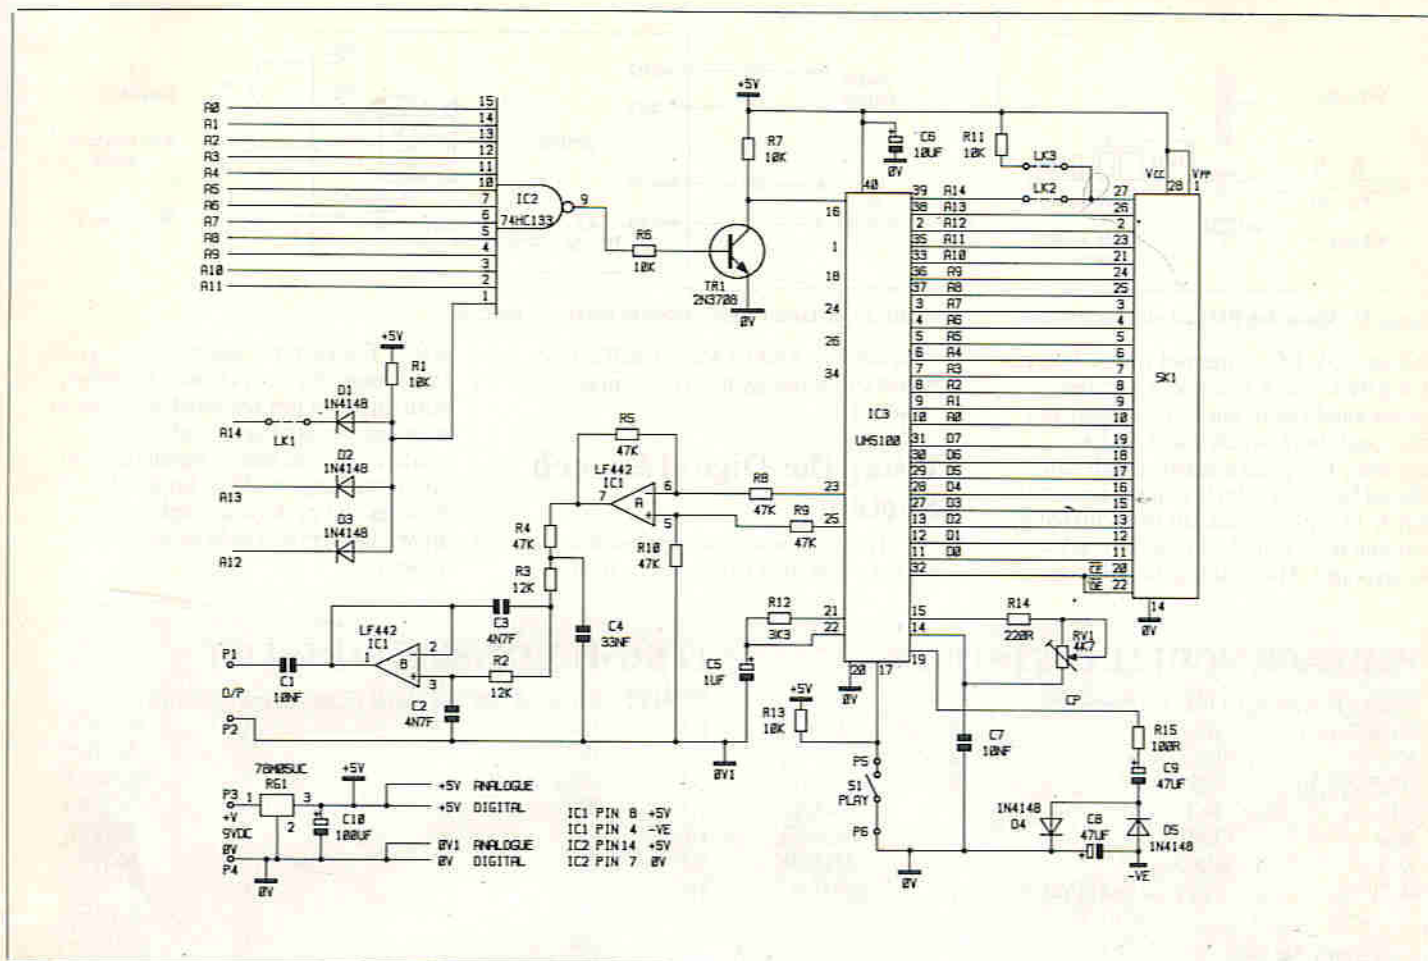 +5V
A0 15
A1 14
A2 13
A3 12
A4 11
A5 10
A6 7
A7 6
A8 5
A9 4
A10 3
A11 2
1
IC2
74HC133
9
R6
10K
R7
10K
TR1
2N3708
0V
+5V
R1
10K
D1
1N4148
A14
LK1
D2
1N4148
A13
D3
1N4148
A12
C6
10UF
0V
R11
10K
LK3
LK2
VCC
28
VPP
1
40
16
1
18
24
26
34
IC3
UM5100
23
25
21
22
20
17
0V
39 A14 27
38 A13 26
2 A12 2
35 A11 23
33 A10 21
36 A9 24
37 A8 25
3 A7 3
4 A6 4
5 A5 5
6 A4 6
7 A3 7
8 A2 8
9 A1 9
10 A0 10
31 D7 19
30 D6 18
29 D5 17
28 D4 16
27 D3 15
13 D2 13
12 D1 12
11 D0 11
32 CE 20
OE 22
SK1
14
0V
15
14
19
R14
220R
RV1
4K7
CP
R5
47K
LF442
IC1
7
A
6
5
R8
47K
R9
47K
R4
47K
R3
12K
R10
47K
C3
4N7F
C4
33NF
LF442
IC1
1
B
2
3
R2
12K
C2
4N7F
P1
C1
10NF
O/P
P2
R12
3K3
C5
1UF
0V1
+5V
R13
10K
P5
S1
PLAY
P6
0V
C7
10NF
R15
100R
C9
47UF
1N4148
D4
C8
47UF
D5
1N4148
-VE
78M05UC
RG1
P3
1
3
2
+V
9VDC
0V
P4
0V
+5V
C10
100UF
+5V ANALOGUE
+5V DIGITAL
0V1 ANALOGUE
0V DIGITAL
IC1 PIN 8 +5V
IC1 PIN 4 -VE
IC2 PIN14 +5V
IC2 PIN 7 0V